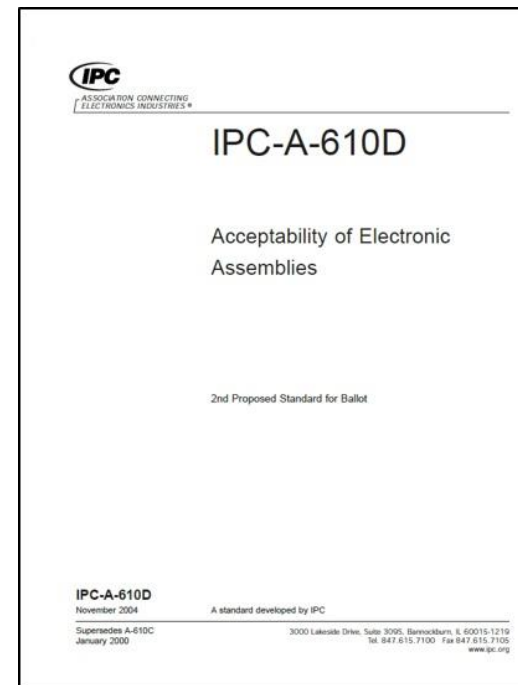 IPC
ASSOCIATION CONNECTING
ELECTRONICS INDUSTRIES ®
IPC-A-610D
Acceptability of Electronic
Assemblies
2nd Proposed Standard for Ballot
IPC-A-610D
November 2004
A standard developed by IPC
Supersedes A-610C
January 2000
3000 Lakeside Drive, Suite 309S, Bannockburn, IL 60015-1219
Tel. 847.615.7100 Fax 847.615.7105
www.ipc.org